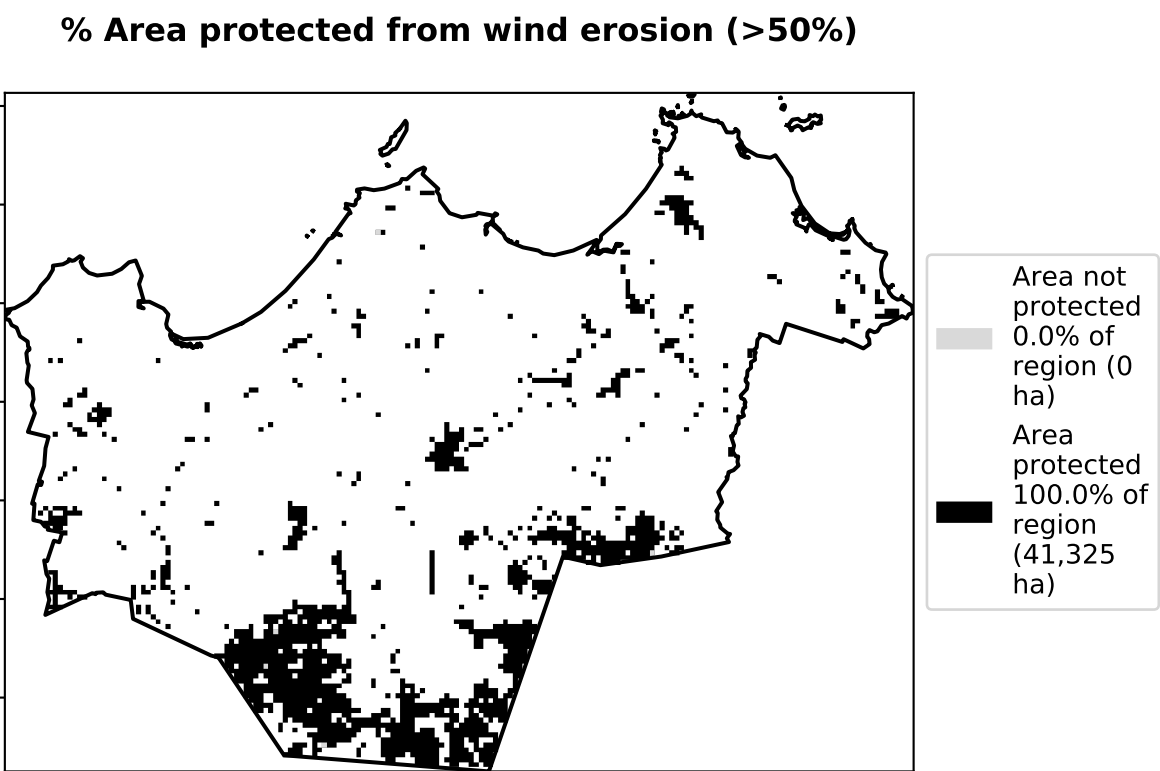 % Area protected from wind erosion (>50%)
Area not
protected
0.0% of
region (0
ha)
Area
protected
100.0% of
region
(41,325
ha)